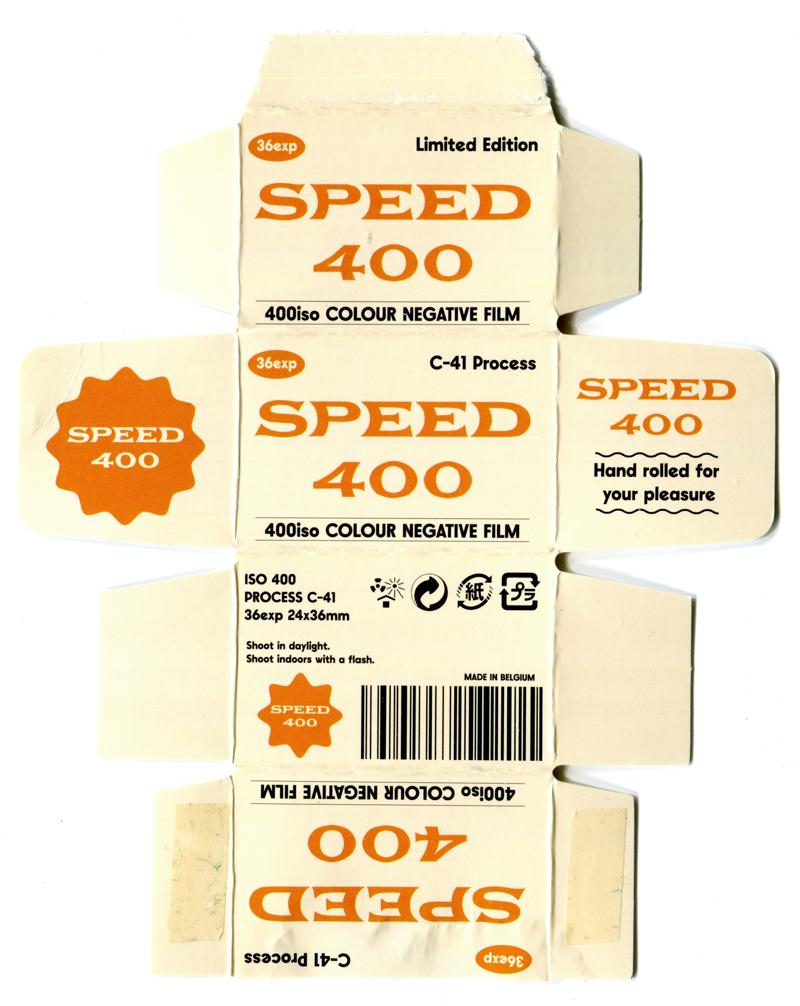 36exp
Limited Edition
SPEED
400
400iso COLOUR NEGATIVE FILM
SPEED
400
36exp
C-41 Process
SPEED
400
400iso COLOUR NEGATIVE FILM
SPEED
400
Hand rolled for
your pleasure
ISO 400
PROCESS C-41
36exp 24x36mm
紙
プラ
Shoot in daylight.
Shoot indoors with a flash.
MADE IN BELGIUM
SPEED
400
36exp
C-41 Process
SPEED
400
400iso COLOUR NEGATIVE FILM